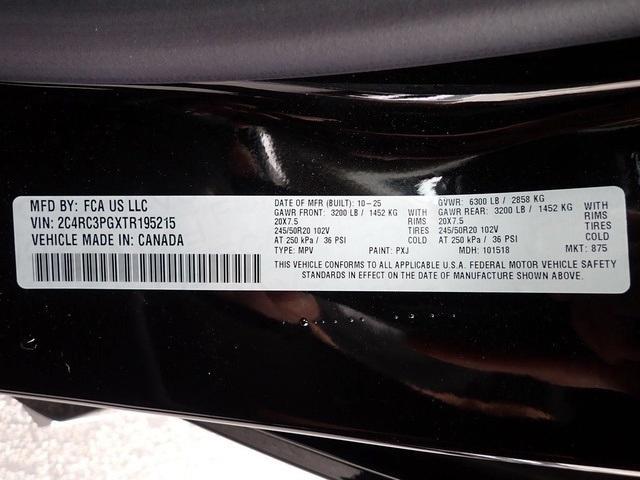 MFD BY: FCA US LLC
VIN: 2C4RC3PGXTR195215
VEHICLE MADE IN: CANADA
DATE OF MFR (BUILT): 10-25
GAWR FRONT: 3200 LB / 1452 KG WITH
20X7.5 RIMS
245/50R20 102V TIRES
AT 250 kPa / 36 PSI COLD
TYPE: MPV PAINT: PXJ
GVWR: 6300 LB / 2858 KG
GAWR REAR: 3200 LB / 1452 KG WITH
20X7.5 RIMS
245/50R20 102V TIRES
AT 250 kPa / 36 PSI COLD
MDH: 101518 MKT: 875
THIS VEHICLE CONFORMS TO ALL APPLICABLE U.S.A. FEDERAL MOTOR VEHICLE SAFETY
STANDARDS IN EFFECT ON THE DATE OF MANUFACTURE SHOWN ABOVE.